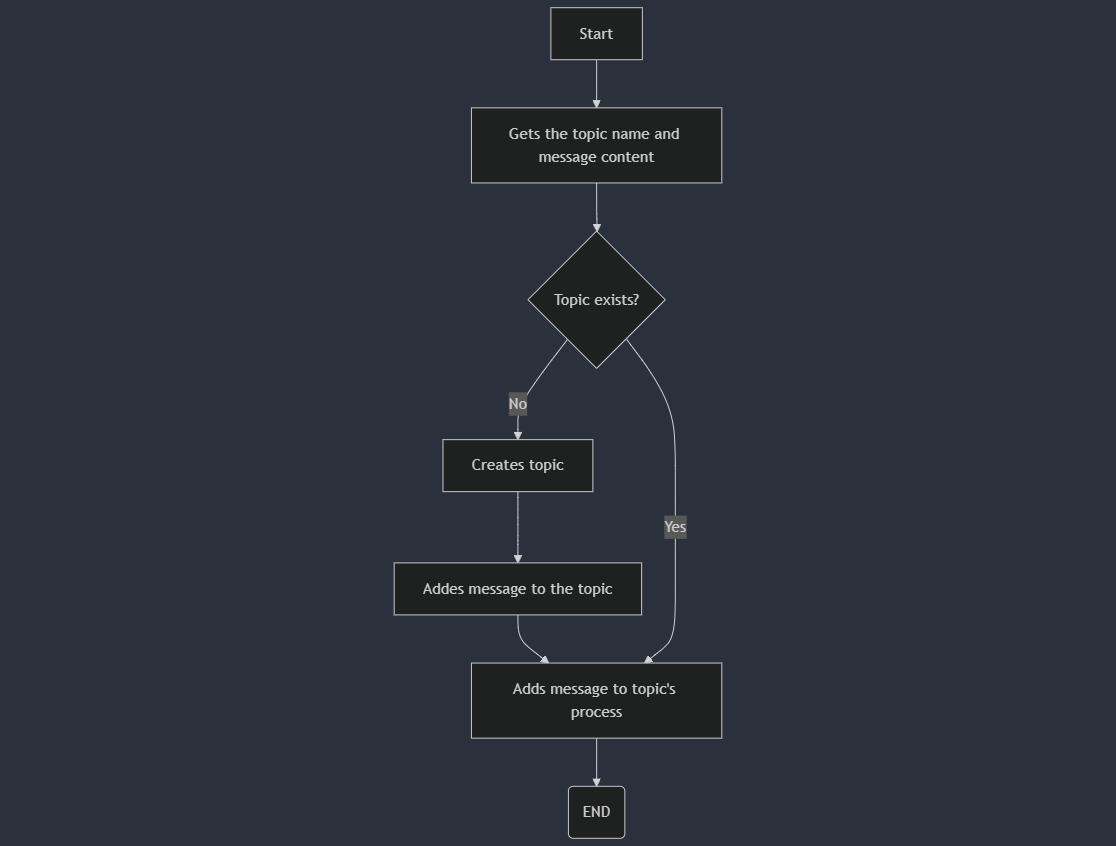 Start
Gets the topic name and
message content
Topic exists?
No
Creates topic
Yes
Addes message to the topic
Adds message to topic's
process
END